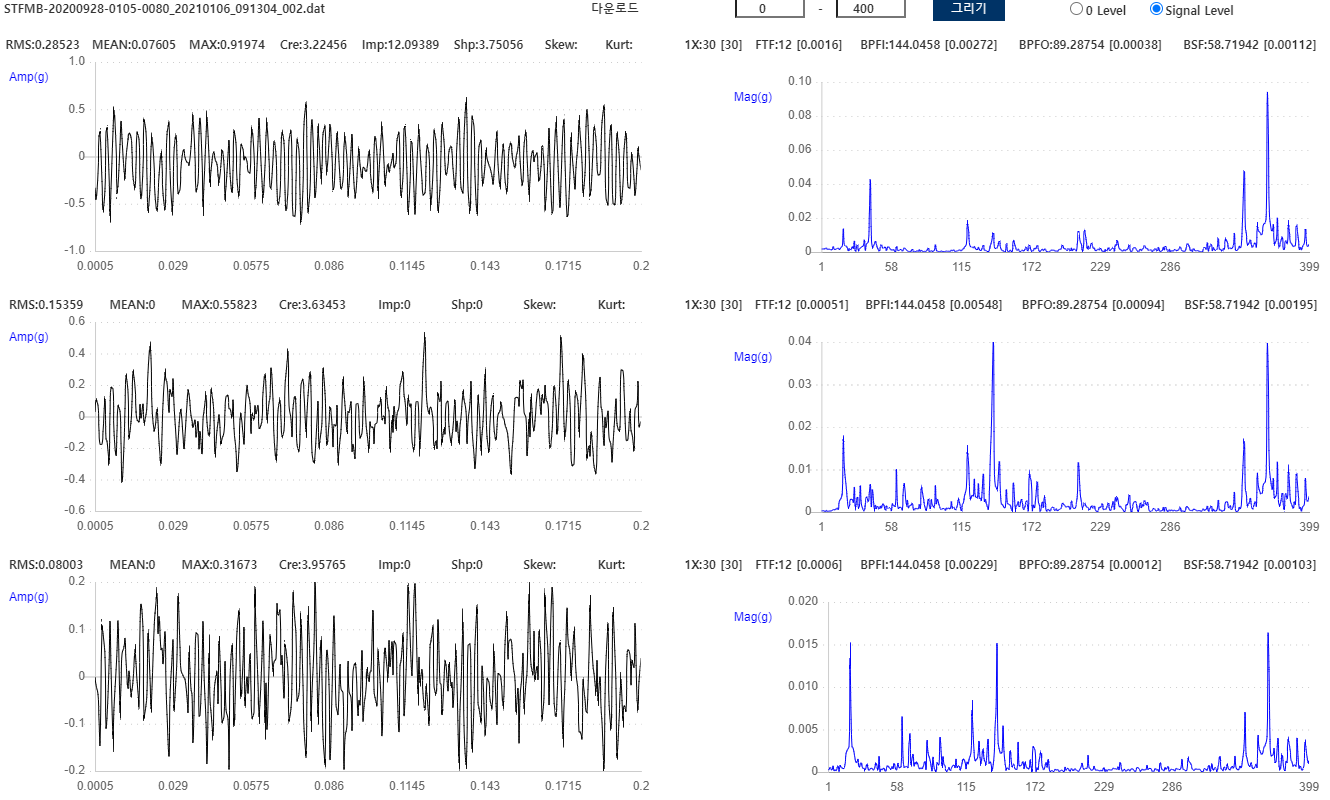 STFMB-20200928-0105-0080_20210106_091304_002.dat 다운로드 0 - 400 그리기 0 Level Signal Level
RMS:0.28523 MEAN:0.07605 MAX:0.91974 Cre:3.22456 Imp:12.09389 Shp:3.75056 Skew: Kurt:
Amp(g)
1.0
0.5
0
-0.5
-1.0
0.0005 0.029 0.0575 0.086 0.1145 0.143 0.1715 0.2
1X:30 [30] FTF:12 [0.0016] BPFI:144.0458 [0.00272] BPFO:89.28754 [0.00038] BSF:58.71942 [0.00112]
Mag(g)
0.10
0.08
0.06
0.04
0.02
0
1 58 115 172 229 286 399
RMS:0.15359 MEAN:0 MAX:0.55823 Cre:3.63453 Imp:0 Shp:0 Skew: Kurt:
Amp(g)
0.6
0.4
0.2
0
-0.2
-0.4
-0.6
0.0005 0.029 0.0575 0.086 0.1145 0.143 0.1715 0.2
1X:30 [30] FTF:12 [0.00051] BPFI:144.0458 [0.00548] BPFO:89.28754 [0.00094] BSF:58.71942 [0.00195]
Mag(g)
0.04
0.03
0.02
0.01
0
1 58 115 172 229 286 399
RMS:0.08003 MEAN:0 MAX:0.31673 Cre:3.95765 Imp:0 Shp:0 Skew: Kurt:
Amp(g)
0.2
0.1
0
-0.1
-0.2
0.0005 0.029 0.0575 0.086 0.1145 0.143 0.1715 0.2
1X:30 [30] FTF:12 [0.0006] BPFI:144.0458 [0.00229] BPFO:89.28754 [0.00012] BSF:58.71942 [0.00103]
Mag(g)
0.020
0.015
0.010
0.005
0
1 58 115 172 229 286 399